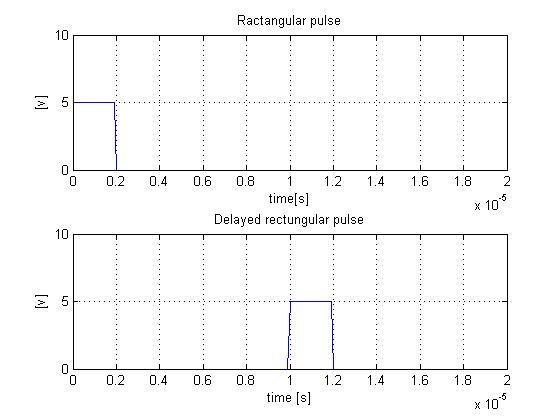 Ractangular pulse
10
[v]
5
0
0 0.2 0.4 0.6 0.8 1 1.2 1.4 1.6 1.8 2
time[s]
x 10^-5
Delayed rectungular pulse
10
[v]
5
0
0 0.2 0.4 0.6 0.8 1 1.2 1.4 1.6 1.8 2
time [s]
x 10^-5